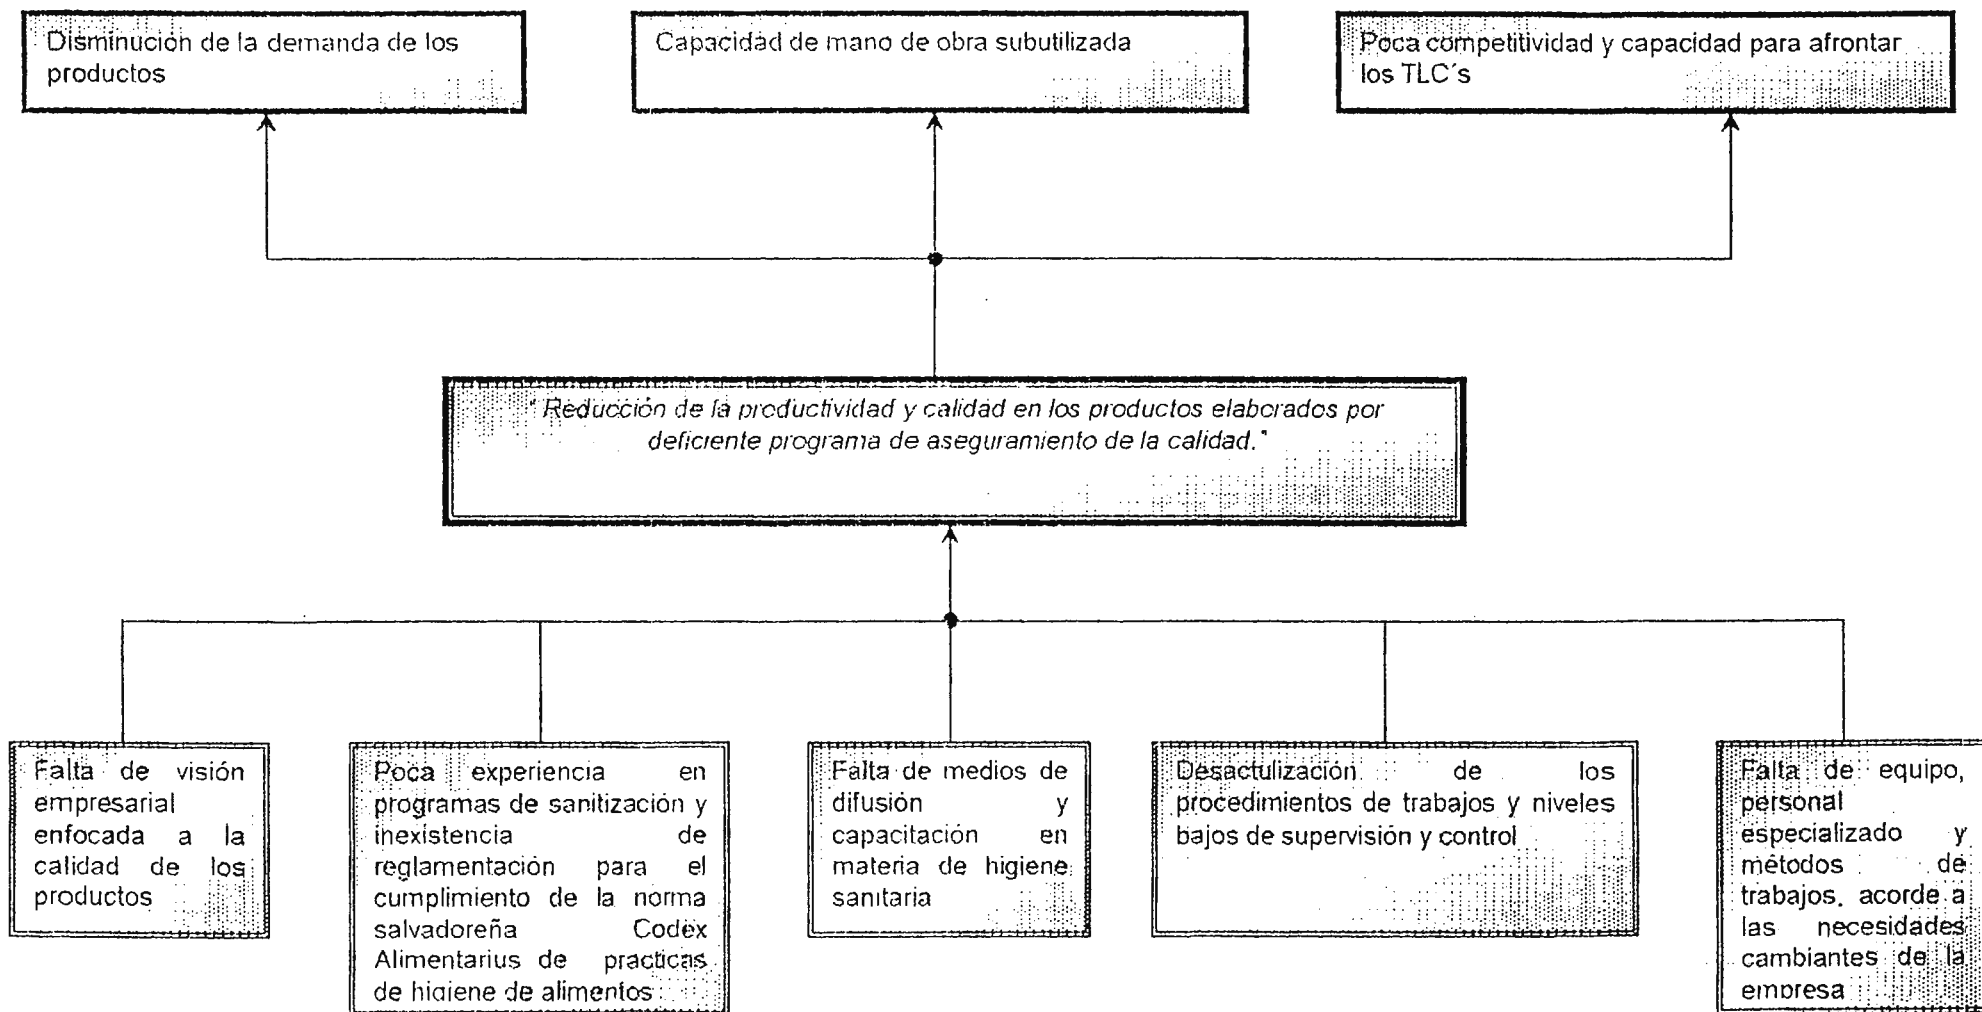 Disminución de la demanda de los
productos
Capacidad de mano de obra subutilizada
Poca competitividad y capacidad para afrontar
los TLC´s
" Reducción de la productividad y calidad en los productos elaborados por
deficiente programa de aseguramiento de la calidad."
Falta de visión
empresarial
enfocada a la
calidad de los
productos
Poca experiencia en
programas de sanitización y
inexistencia de
reglamentación para el
cumplimiento de la norma
salvadoreña Codex
Alimentarius de practicas
de higiene de alimentos
Falta de medios de
difusión y
capacitación en
materia de higiene
sanitaria
Desactulización de los
procedimientos de trabajos y niveles
bajos de supervisión y control
Falta de equipo,
personal
especializado y
métodos de
trabajos, acorde a
las necesidades
cambiantes de la
empresa